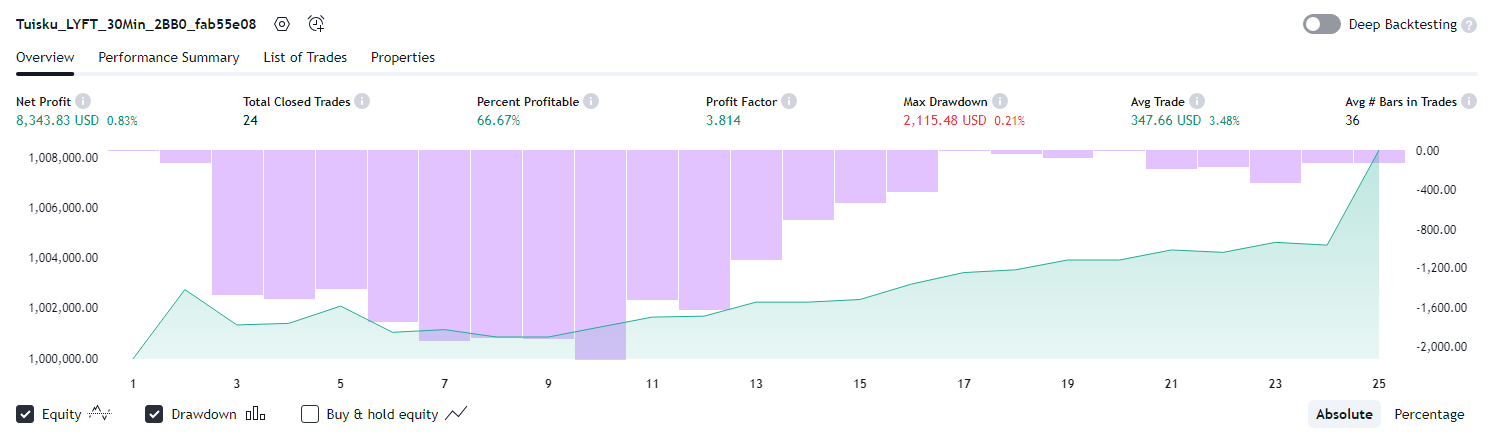 Tuisku_LYFT_30Min_2BB0_fab55e08 Deep Backtesting ?
Overview Performance Summary List of Trades Properties
Net Profit i Total Closed Trades i Percent Profitable i Profit Factor i Max Drawdown i Avg Trade i Avg # Bars in Trades i
8,343.83 USD 0.83% 24 66.67% 3.814 2,115.48 USD 0.21% 347.66 USD 3.48% 36
1,008,000.00 0.00
1,006,000.00 -400.00
1,004,000.00 -800.00
1,002,000.00 -1,200.00
1,000,000.00 -1,600.00
-2,000.00
1 3 5 7 9 11 13 15 17 19 21 23 25
Equity Drawdown Buy & hold equity Absolute Percentage